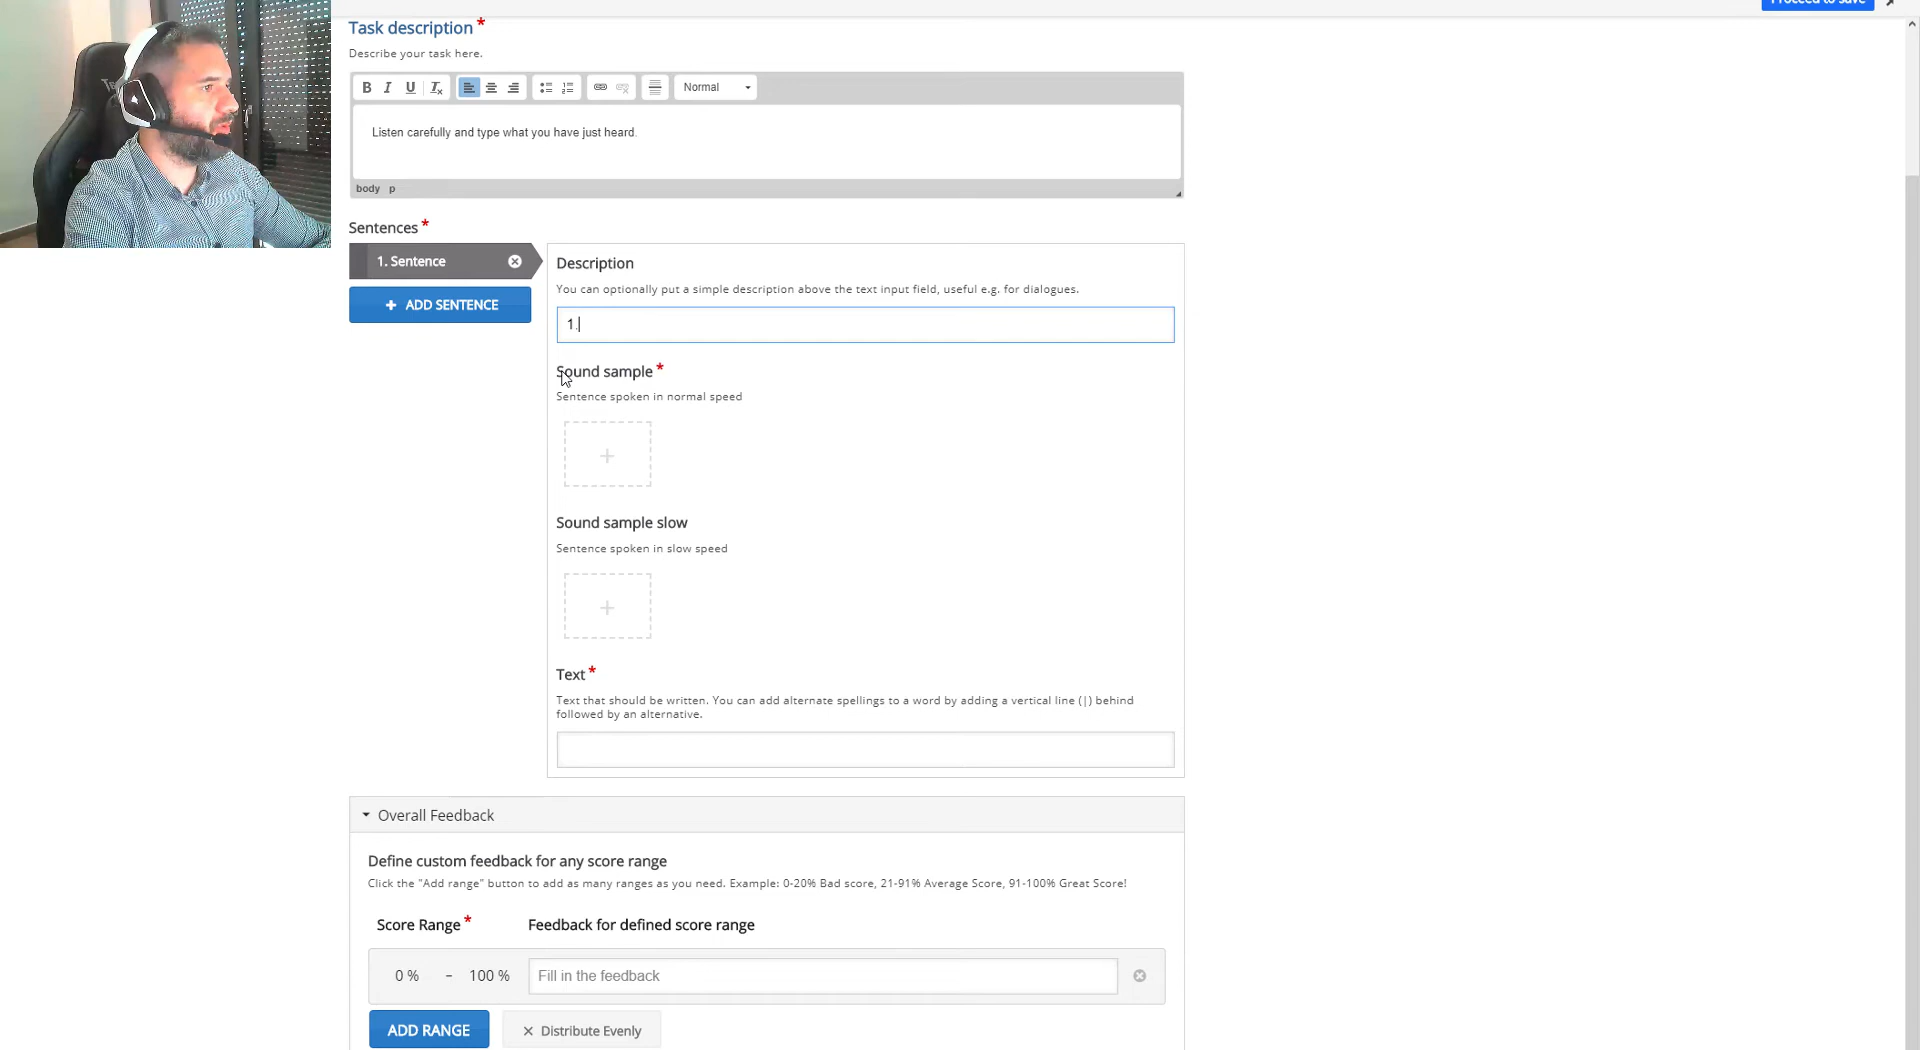 Proceed to save
Task description *
Describe your task here.
B I U Tx Normal
Listen carefully and type what you have just heard.
body p
Sentences *
1. Sentence
+ ADD SENTENCE
Description
You can optionally put a simple description above the text input field, useful e.g. for dialogues.
1.
Sound sample *
Sentence spoken in normal speed
+
Sound sample slow
Sentence spoken in slow speed
+
Text *
Text that should be written. You can add alternate spellings to a word by adding a vertical line (|) behind
followed by an alternative.
Overall Feedback
Define custom feedback for any score range
Click the "Add range" button to add as many ranges as you need. Example: 0-20% Bad score, 21-91% Average Score, 91-100% Great Score!
Score Range * Feedback for defined score range
0 % – 100 % Fill in the feedback
ADD RANGE × Distribute Evenly